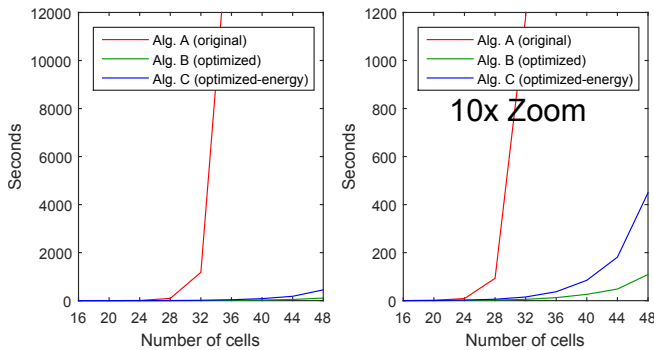 12000
10000
8000
6000
4000
2000
0
Seconds
Alg. A (original)
Alg. B (optimized)
Alg. C (optimized-energy)
16 20 24 28 32 36 40 44 48
Number of cells
1200
1000
800
600
400
200
0
Seconds
Alg. A (original)
Alg. B (optimized)
Alg. C (optimized-energy)
10x Zoom
16 20 24 28 32 36 40 44 48
Number of cells